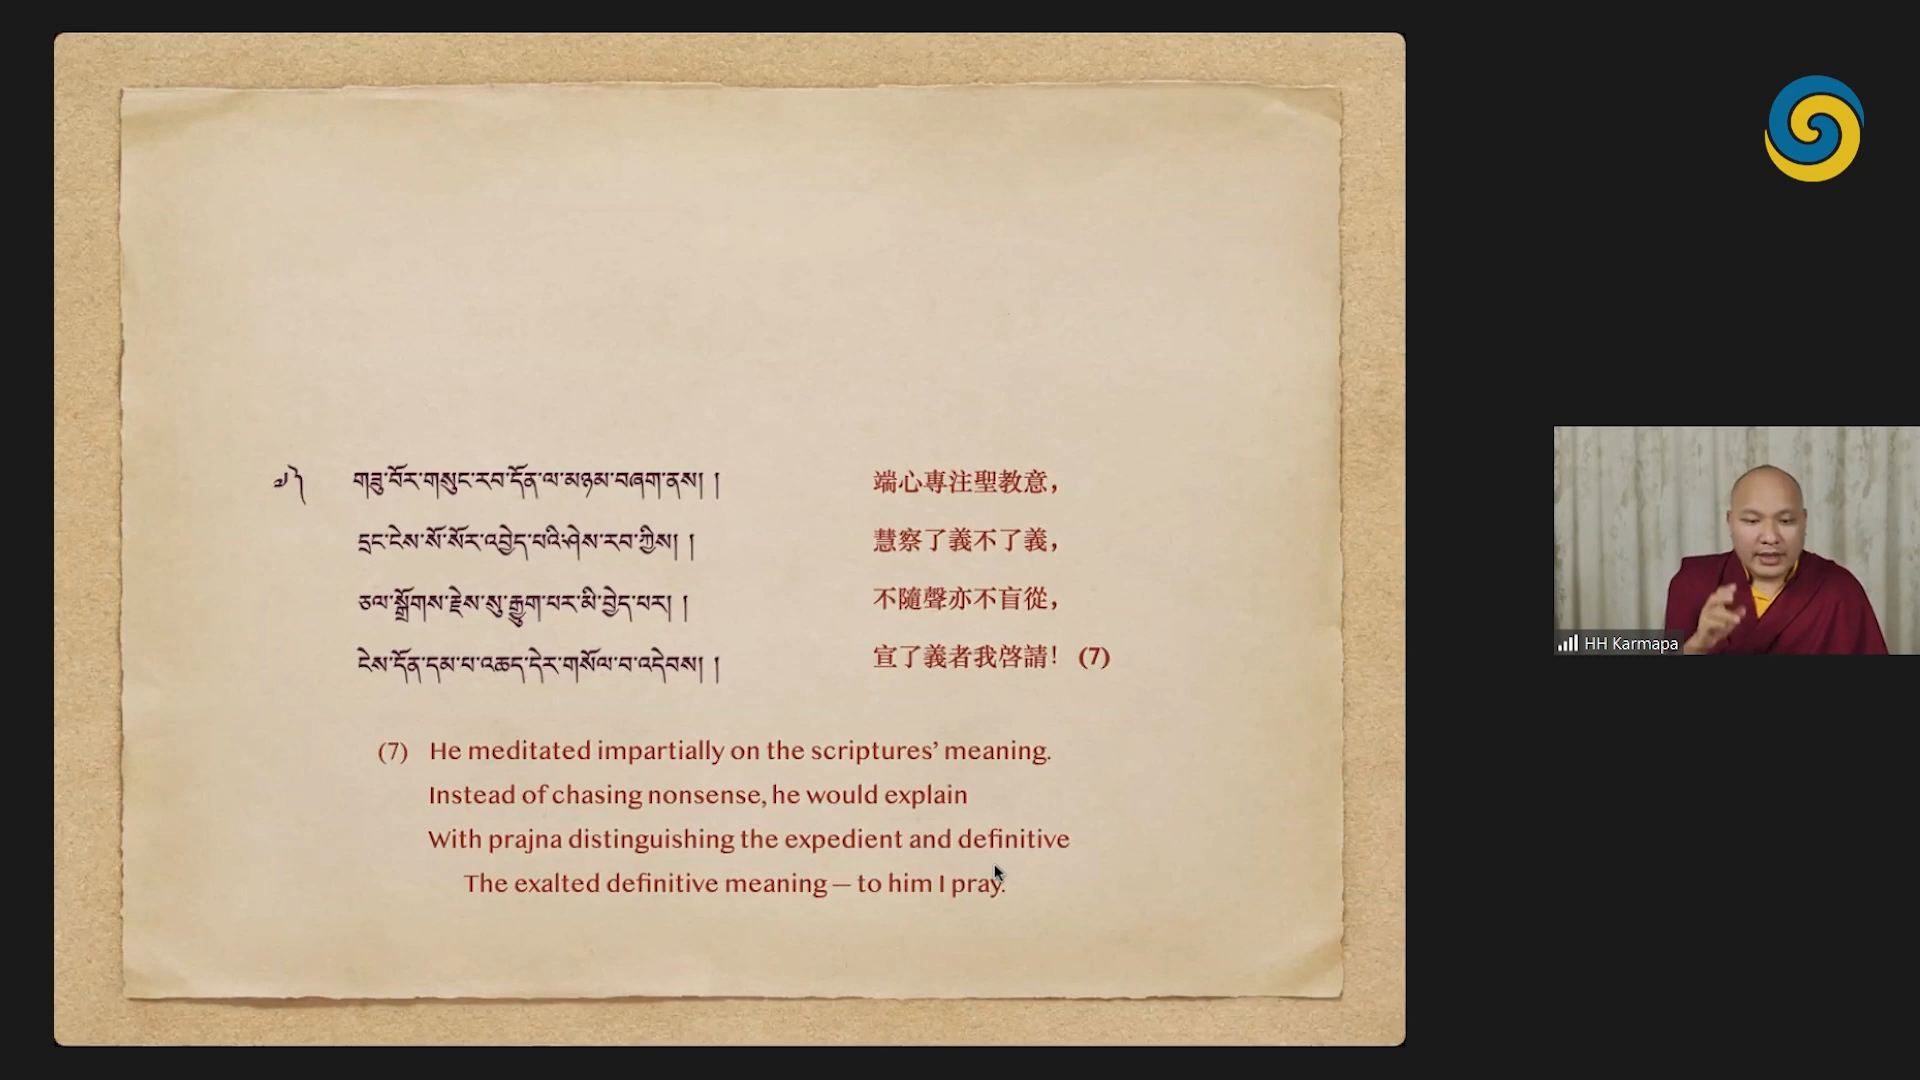 ༧༽ གཟུ་བོར་གསུང་རབ་དོན་ལ་མཉམ་བཞག་ནས། །
དྲང་ངེས་སོ་སོར་འབྱེད་པའི་ཤེས་རབ་ཀྱིས། །
ཅལ་སྒྲོགས་རྗེས་སུ་རྒྱུག་པར་མི་བྱེད་པར། །
ངེས་དོན་དམ་པ་འཆད་དེར་གསོལ་བ་འདེབས། །
端心專注聖教意，
慧察了義不了義，
不隨聲亦不盲從，
宣了義者我啓請！ (7)
(7) He meditated impartially on the scriptures’ meaning.
Instead of chasing nonsense, he would explain
With prajna distinguishing the expedient and definitive
The exalted definitive meaning — to him I pray.
HH Karmapa